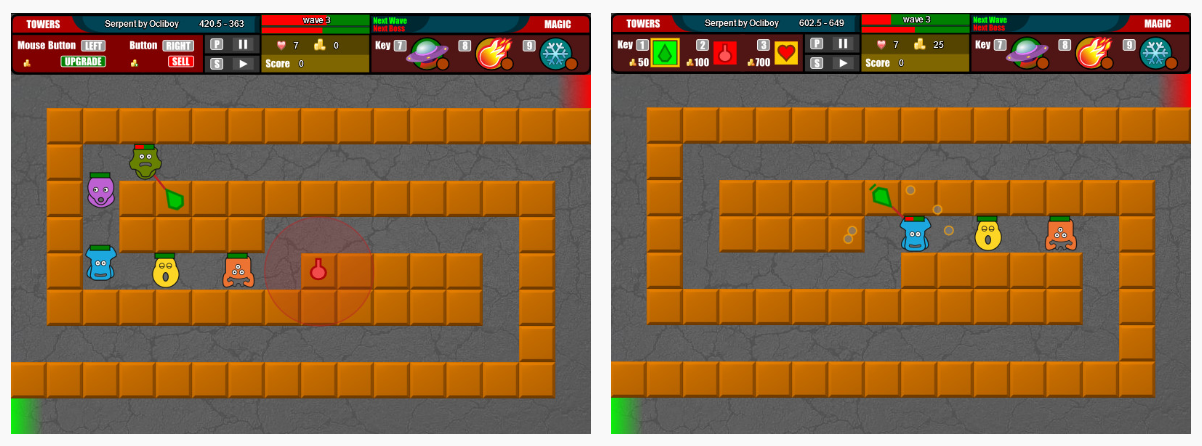 TOWERS Serpent by Ocliboy 420.5 - 363 wave 3 Next Wave MAGIC
Next Boss
Mouse Button LEFT Button RIGHT P 7 0 Key 7 8 9
UPGRADE SELL S Score 0
TOWERS Serpent by Ocliboy 602.5 - 649 wave 3 Next Wave MAGIC
Next Boss
Key 1 2 3 P 7 25 Key 7 8 9
50 100 700 S Score 0